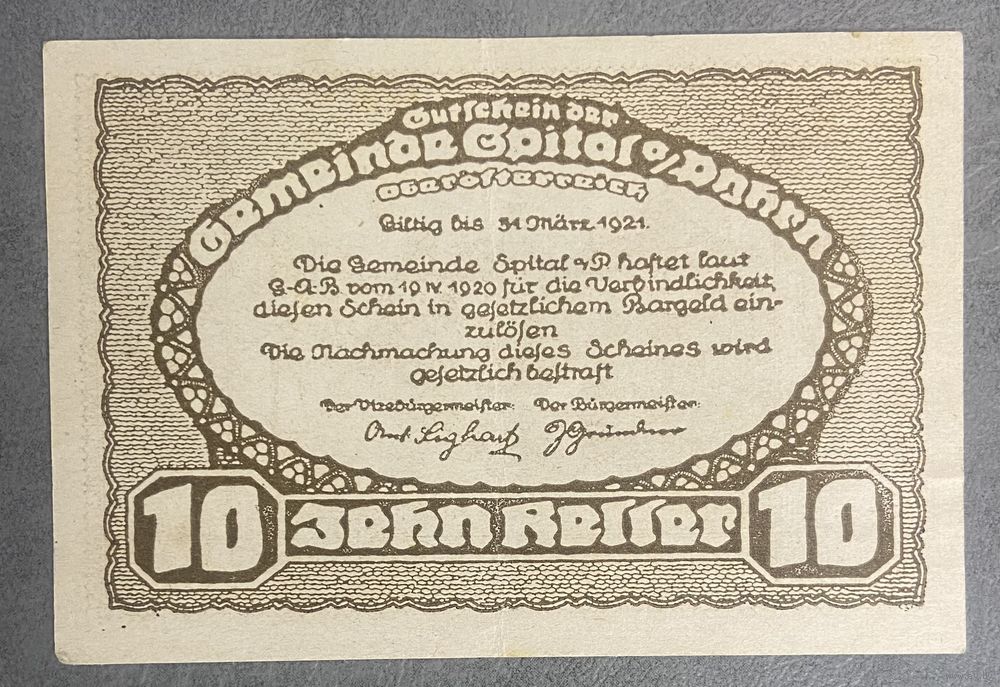 Gutschein der
Gemeinde Spital a/Pyhrn
Oberösterreich
Giltig bis 31 März 1921.
Die Gemeinde Spital a/P haftet laut
G-A-B vom 19 IV 1920 für die Verbindlichkeit
diesen Schein in gesetzlichem Bargeld ein-
zulösen
Die Nachmachung dieses Scheines wird
gesetzlich bestraft
Der Vizebürgermeister: Der Bürgermeister:
10 Zehn Heller 10